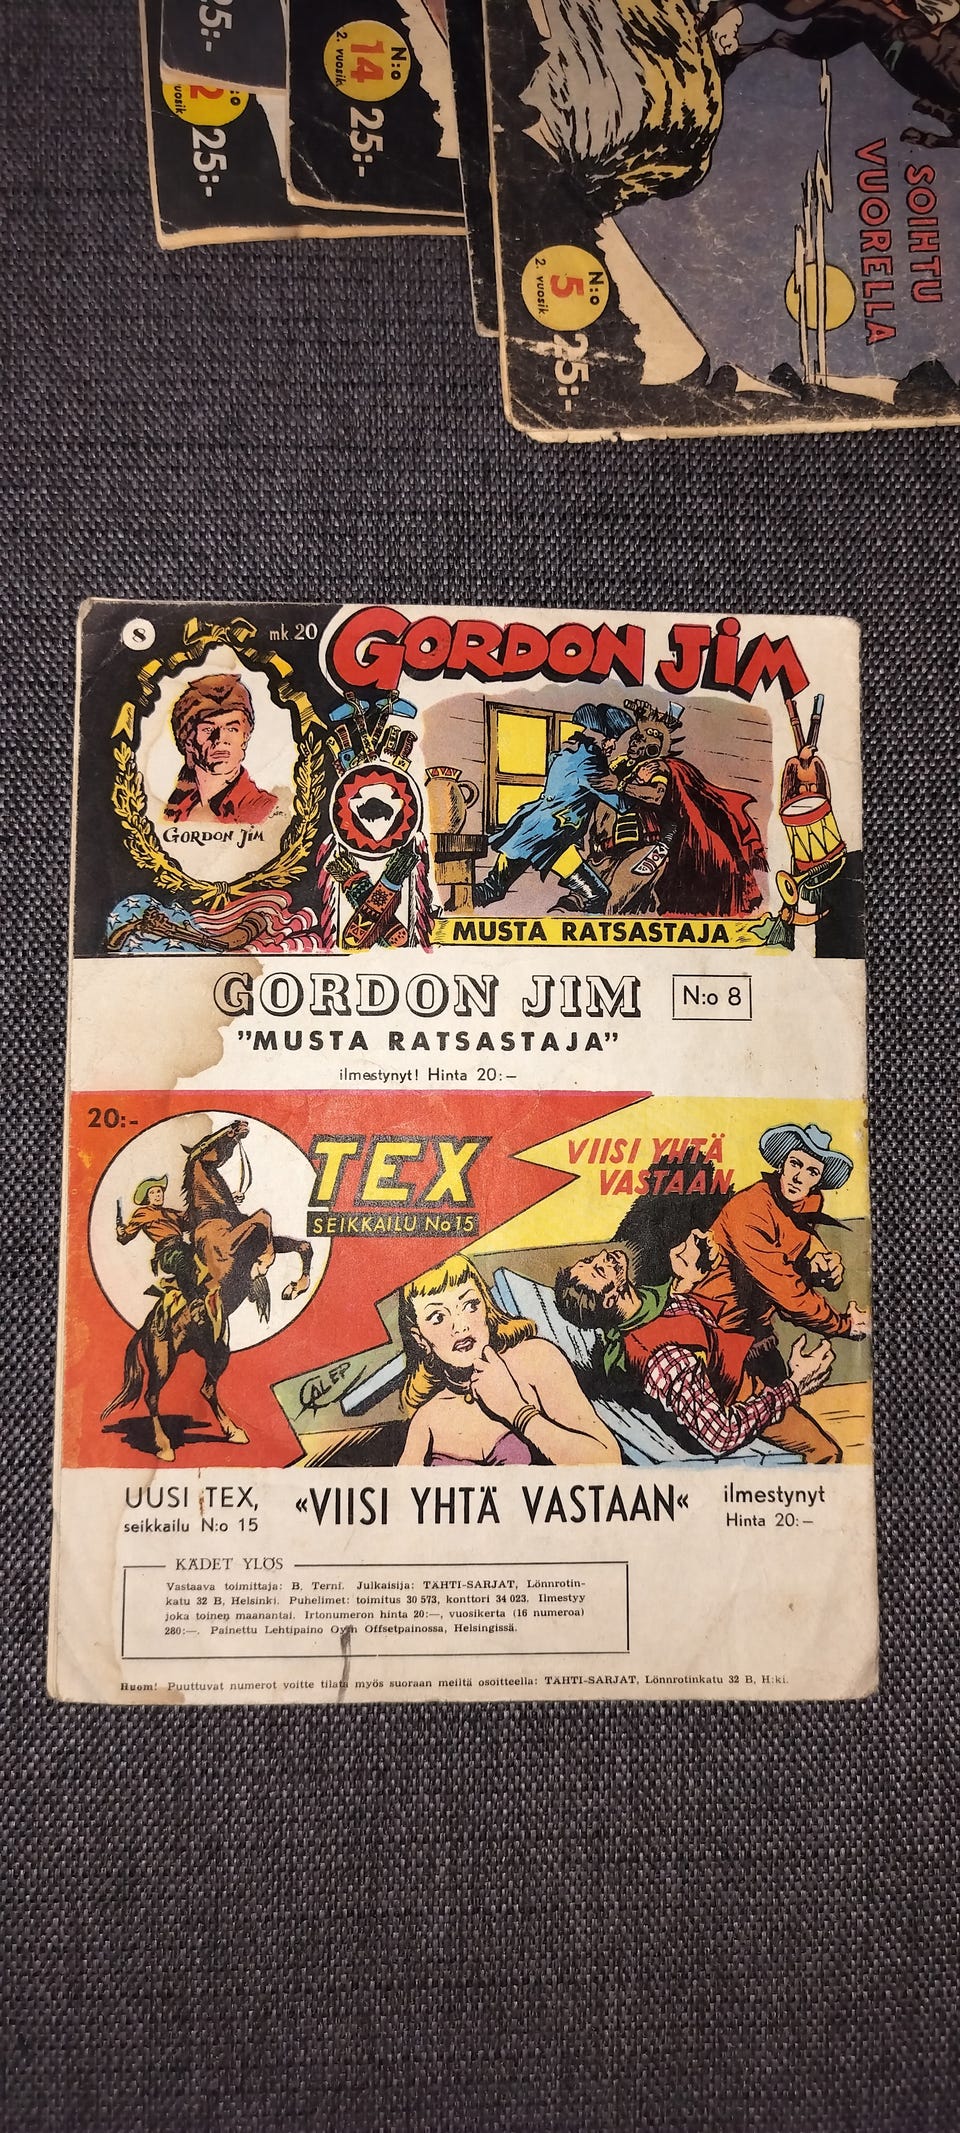 25:-
2
vuosik.
25:-
N:o
14
2. vuosik.
25:-
SOIHTU
VUORELLA
N:o
5
2. vuosik.
25:-
8
mk 20
GORDON JIM
GORDON JIM
MUSTA RATSASTAJA
GORDON JIM N:o 8
"MUSTA RATSASTAJA"
ilmestynyt! Hinta 20:—
20:-
TEX
SEIKKAILU No 15
VIISI YHTÄ
VASTAAN
GALEP
UUSI TEX, «VIISI YHTÄ VASTAAN« ilmestynyt
seikkailu N:o 15 Hinta 20:—
KÄDET YLÖS
Vastaava toimittaja: B. Terni. Julkaisija: TÄHTI-SARJAT, Lönnrotin-
katu 32 B, Helsinki. Puhelimet: toimitus 30 573, konttori 34 023. Ilmestyy
joka toinen maanantai. Irtonumeron hinta 20:—, vuosikerta (16 numeroa)
280:—. Painettu Lehtipaino Oy:n Offsetpainossa, Helsingissä.
Huom! Puuttuvat numerot voitte tilata myös suoraan meiltä osoitteella: TÄHTI-SARJAT, Lönnrotinkatu 32 B, H:ki.